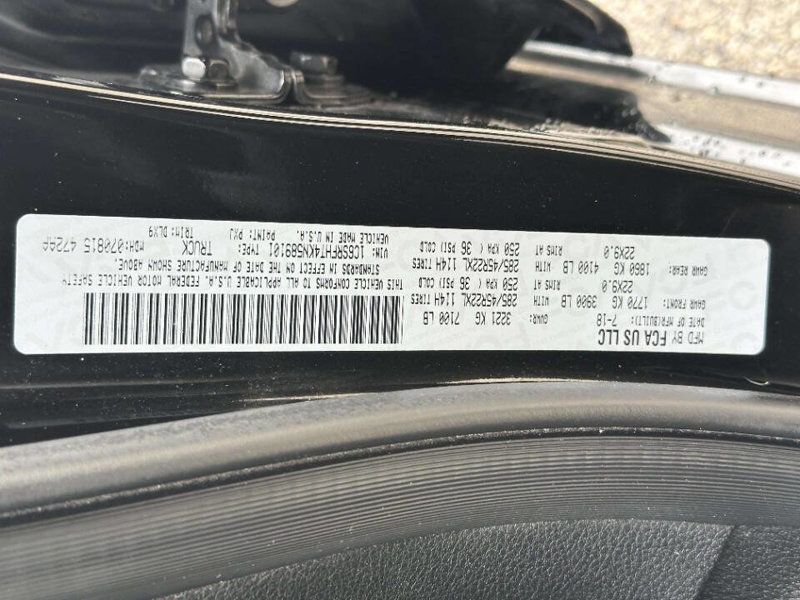 MFD BY FCA US LLC
DATE OF MFR(BUILT): 7-18 GVWR: 3221 KG 7100 LB
GAWR FRONT: 1770 KG 3900 LB WITH 285/45R22XL 114H TIRES
22X9.0 RIMS AT 250 KPA ( 36 PSI) COLD
GAWR REAR: 1860 KG 4100 LB WITH 285/45R22XL 114H TIRES
22X9.0 RIMS AT 250 KPA ( 36 PSI) COLD
THIS VEHICLE CONFORMS TO ALL APPLICABLE U.S.A. FEDERAL MOTOR VEHICLE SAFETY
STANDARDS IN EFFECT ON THE DATE OF MANUFACTURE SHOWN ABOVE.
VIN: 1C6SRFHT4KN589101 TYPE: TRUCK MDH:070815 472AP
VEHICLE MADE IN U.S.A. PAINT: PXJ TRIM: DLX9